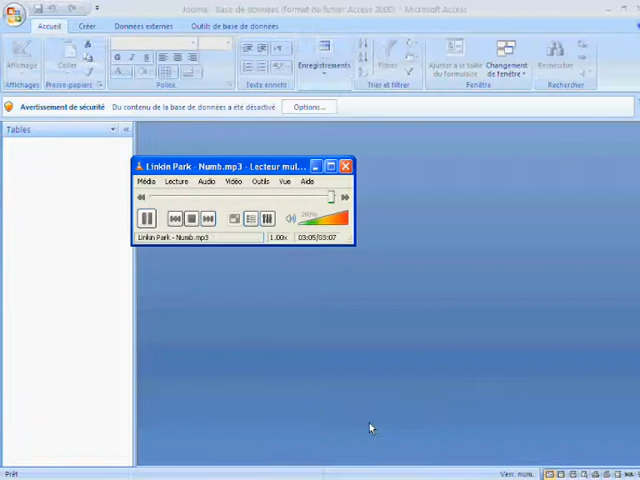 Joomla : Base de données (format de fichier Access 2000) - Microsoft Access
Accueil Créer Données externes Outils de base de données
Affichage
Affichages
Coller
Presse-papiers
G I S
A
Police
Texte enrichi
Enregistrements
Filtrer
Trier et filtrer
Ajuster à la taille
du formulaire
Changement
de fenêtre
Fenêtre
Rechercher
Rechercher
Avertissement de sécurité Du contenu de la base de données a été désactivé Options...
Tables
Linkin Park - Numb.mp3 - Lecteur mul...
Média Lecture Audio Vidéo Outils Vue Aide
200%
Linkin Park - Numb.mp3 1.00x 03:05/03:07
Prêt
Verr. num.
SQL